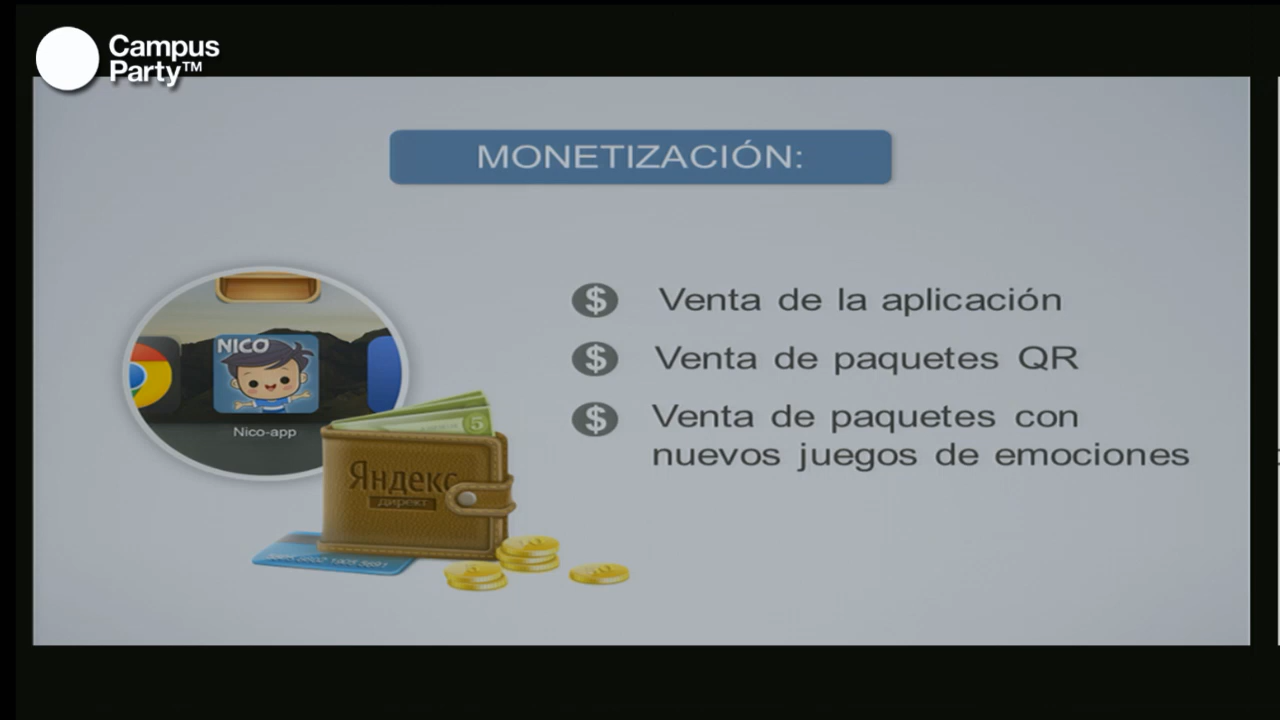 Campus
Party™
MONETIZACIÓN:
$ Venta de la aplicación
$ Venta de paquetes QR
$ Venta de paquetes con
nuevos juegos de emociones
NICO
Nico-app
5
Яндекс
директ